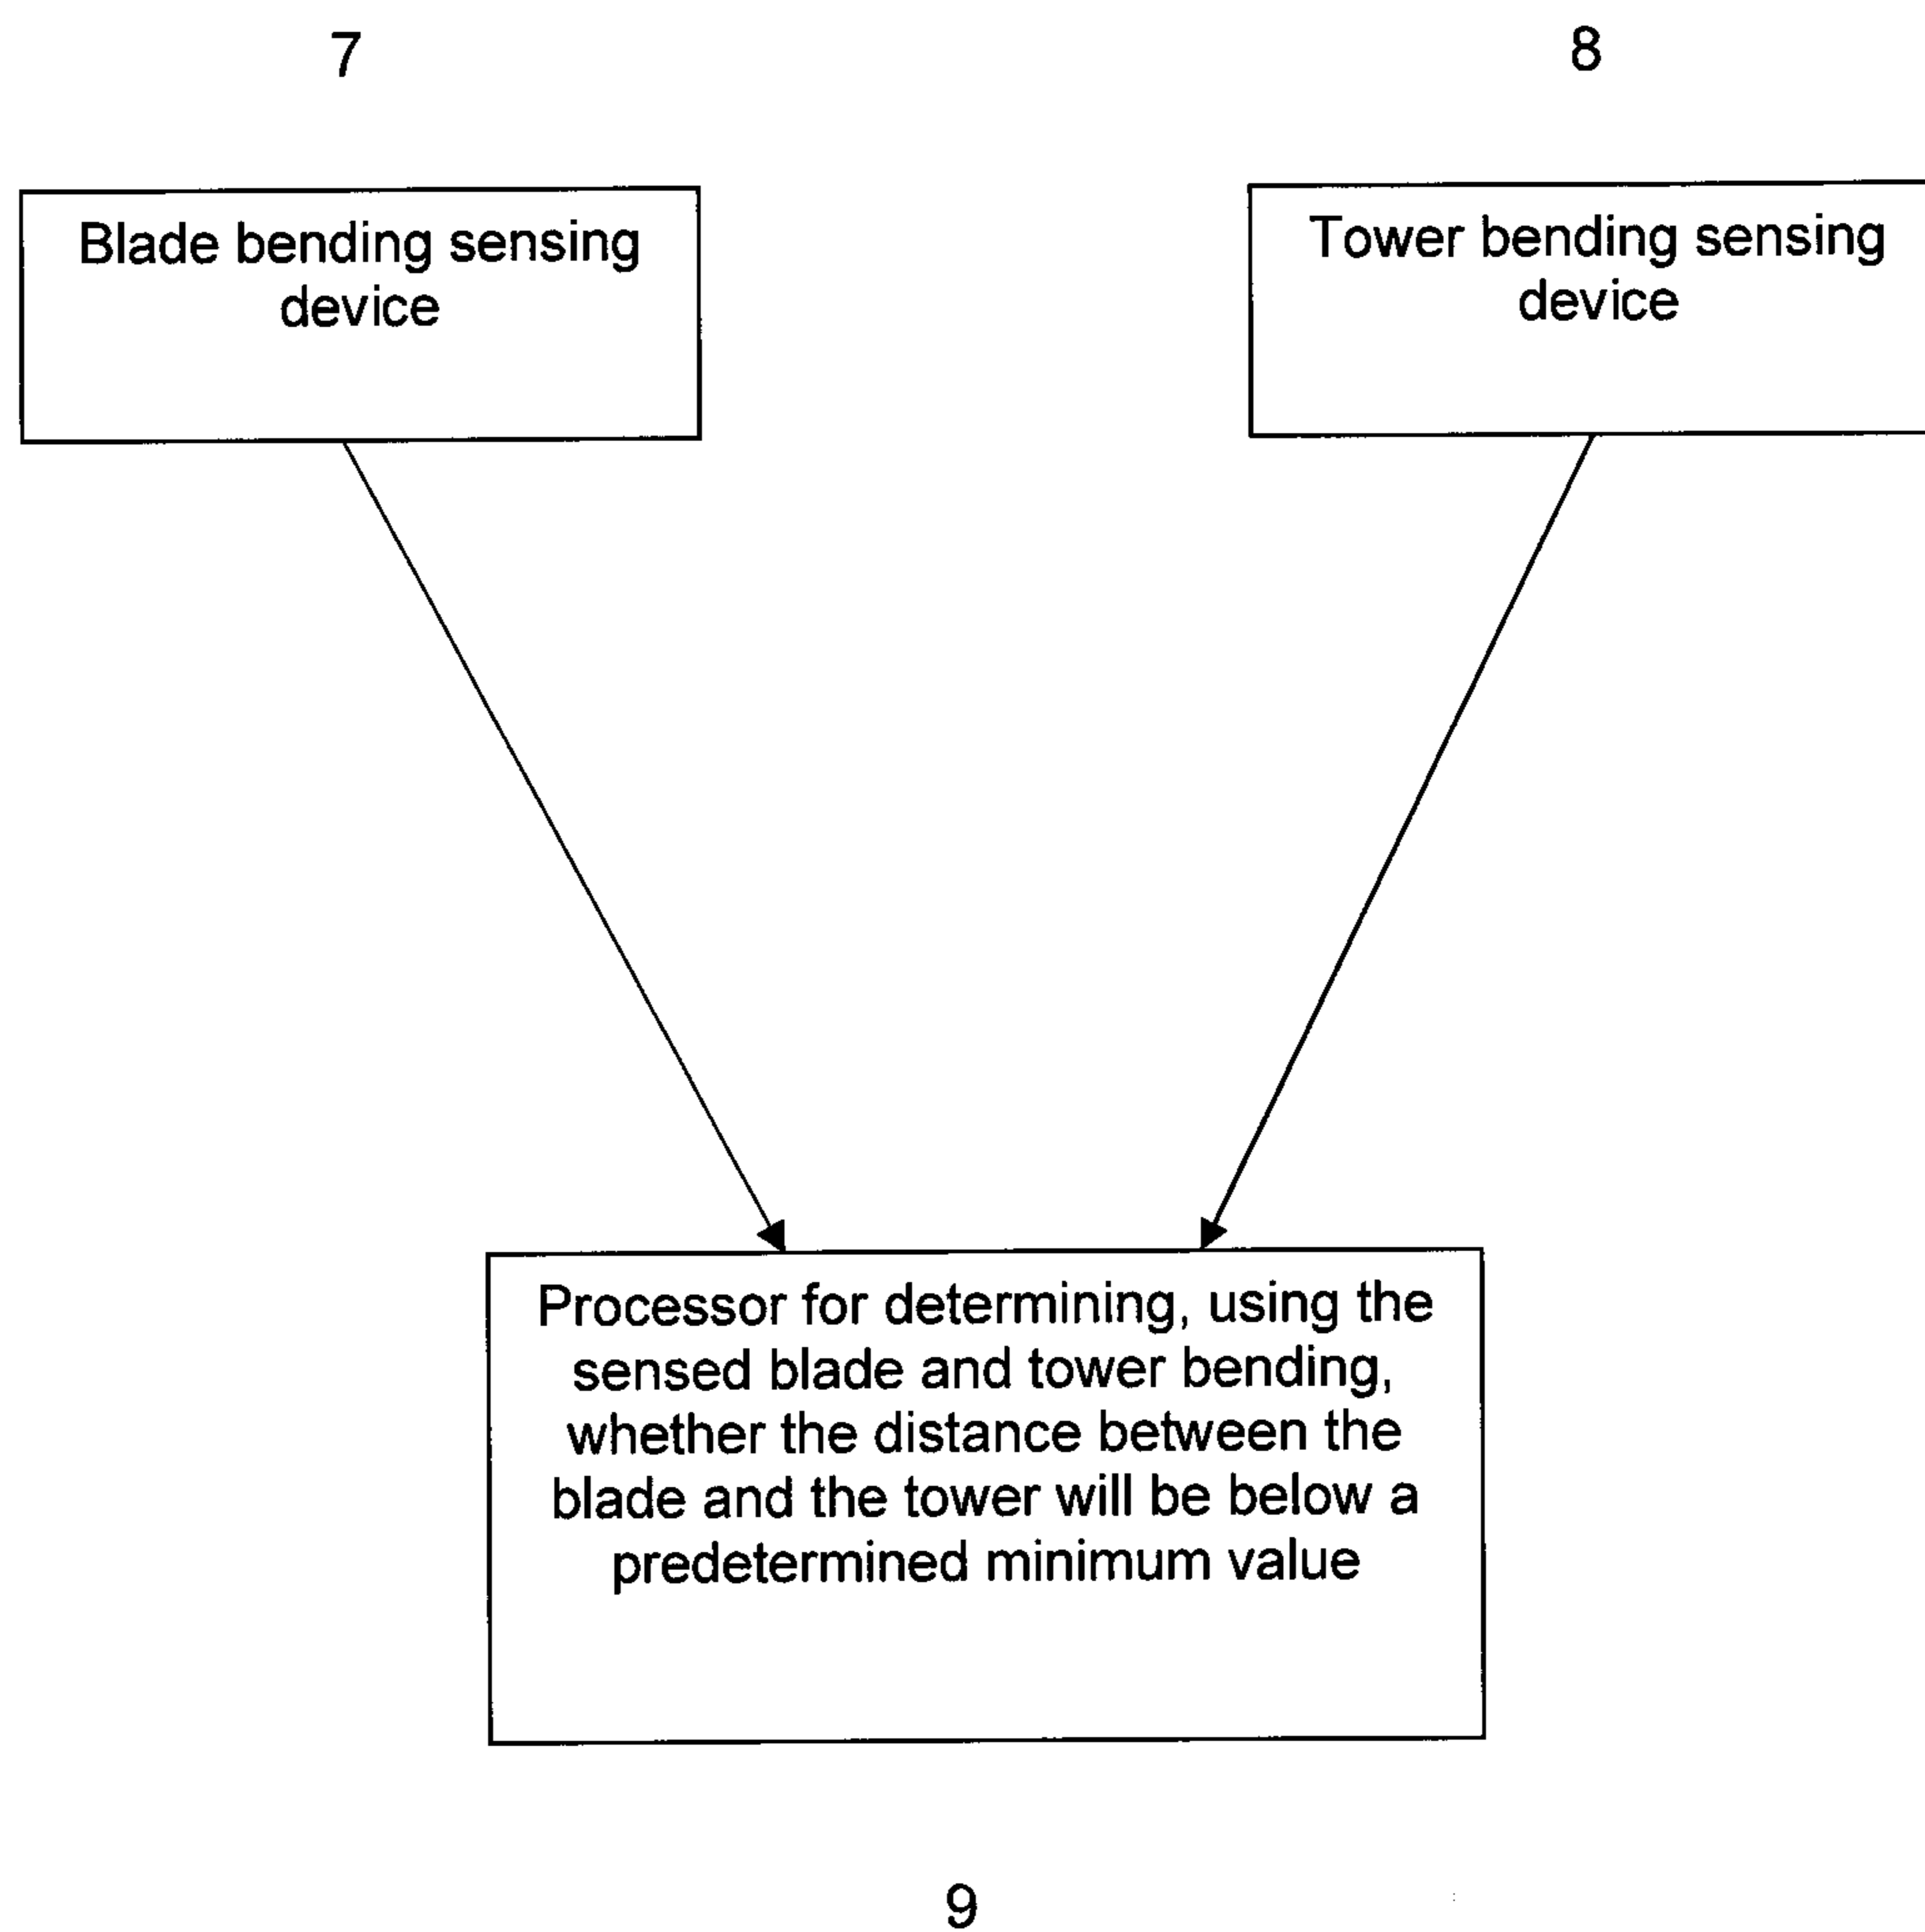 7
8
Blade bending sensing
device
Tower bending sensing
device
Processor for determining, using the
sensed blade and tower bending,
whether the distance between the
blade and the tower will be below a
predetermined minimum value
9